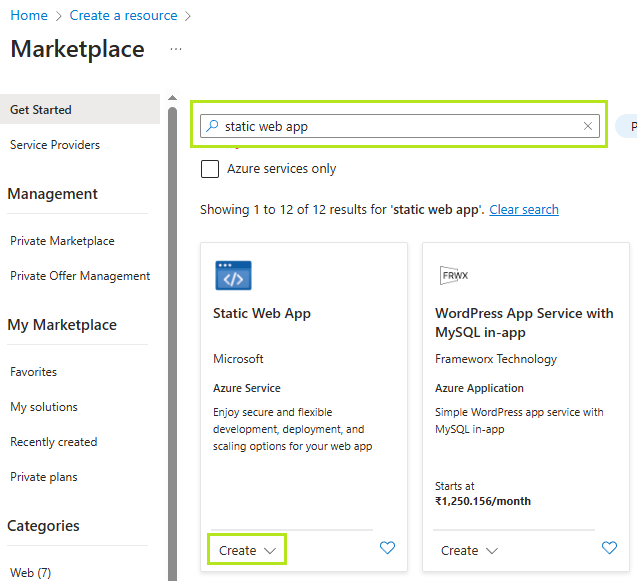 Home > Create a resource >
Marketplace ...
Get Started
Service Providers
Management
Private Marketplace
Private Offer Management
My Marketplace
Favorites
My solutions
Recently created
Private plans
Categories
Web (7)
static web app
P
Azure services only
Showing 1 to 12 of 12 results for 'static web app'. Clear search
Static Web App
Microsoft
Azure Service
Enjoy secure and flexible
development, deployment, and
scaling options for your web app
Create
FRWX
WordPress App Service with
MySQL in-app
Frameworx Technology
Azure Application
Simple WordPress app service with
MySQL in-app
Starts at
₹1,250.156/month
Create